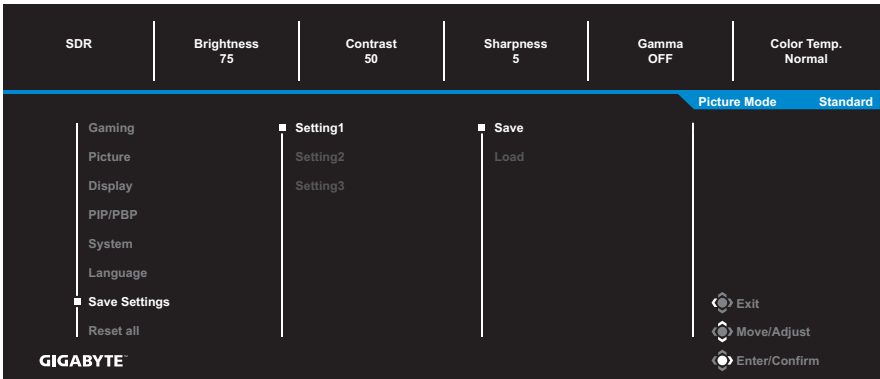 SDR
Brightness
75
Contrast
50
Sharpness
5
Gamma
OFF
Color Temp.
Normal
Picture Mode Standard
Gaming
Picture
Display
PIP/PBP
System
Language
Save Settings
Reset all
Setting1
Setting2
Setting3
Save
Load
Exit
Move/Adjust
Enter/Confirm
GIGABYTE™